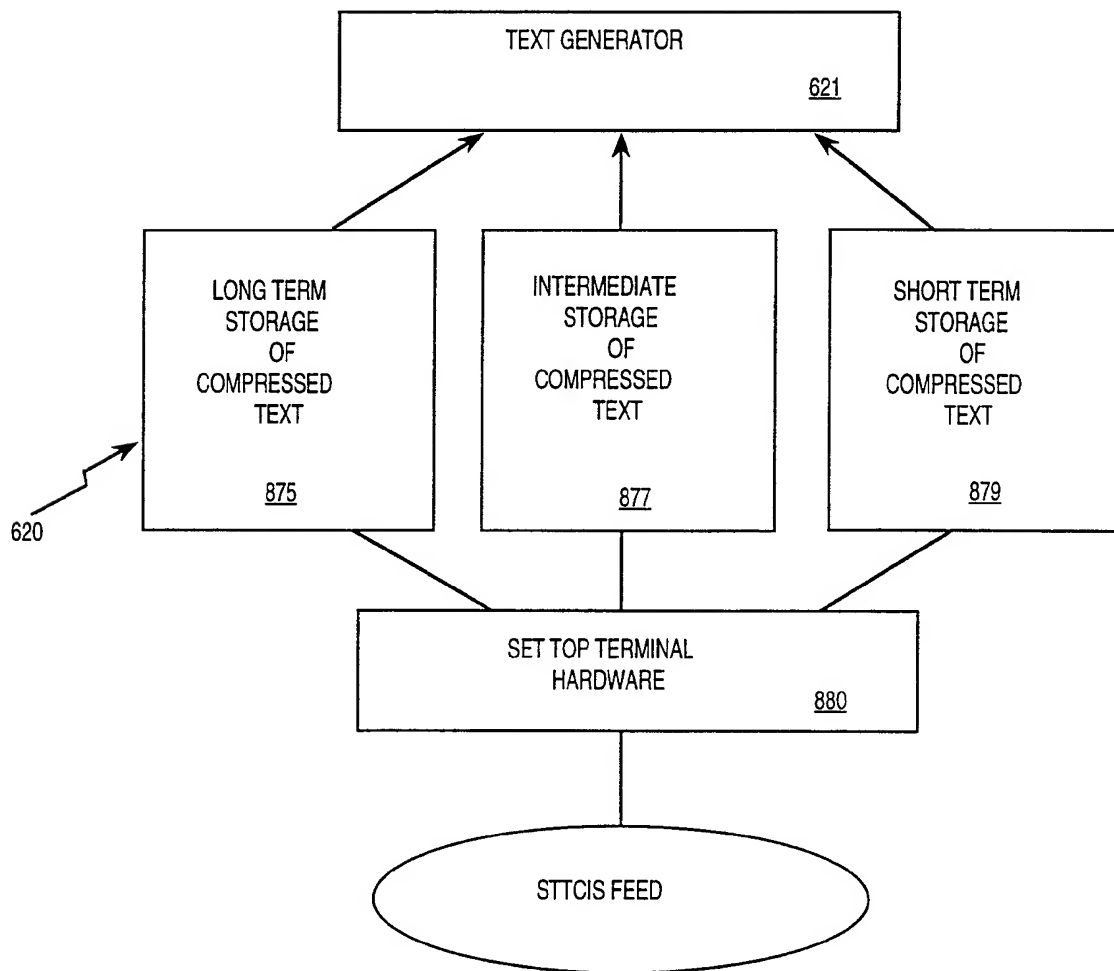 TEXT GENERATOR
621
LONG TERM
STORAGE
OF
COMPRESSED
TEXT
875
INTERMEDIATE
STORAGE
OF
COMPRESSED
TEXT
877
SHORT TERM
STORAGE
OF
COMPRESSED
TEXT
879
620
SET TOP TERMINAL
HARDWARE
880
STTCIS FEED